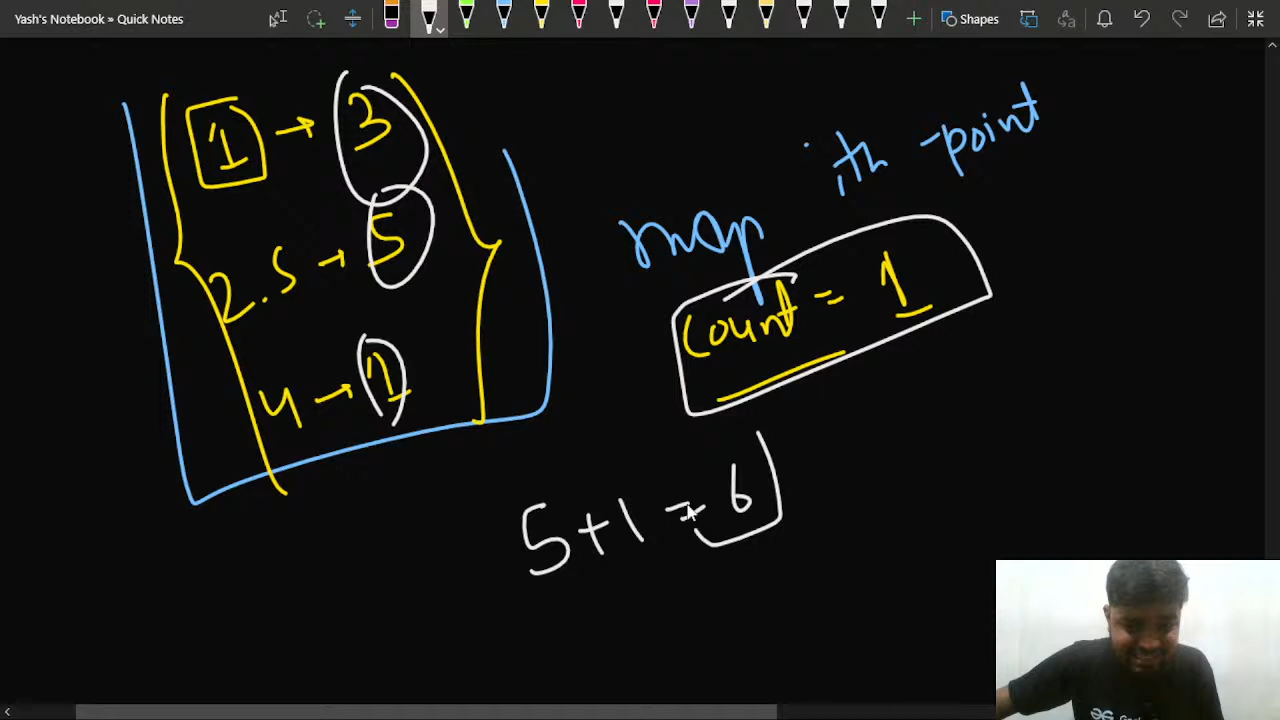 Yash's Notebook » Quick Notes
Shapes
1 → 3
2.5 → 5
4 → 1
ith - point
map
count = 1
5+1 = 6